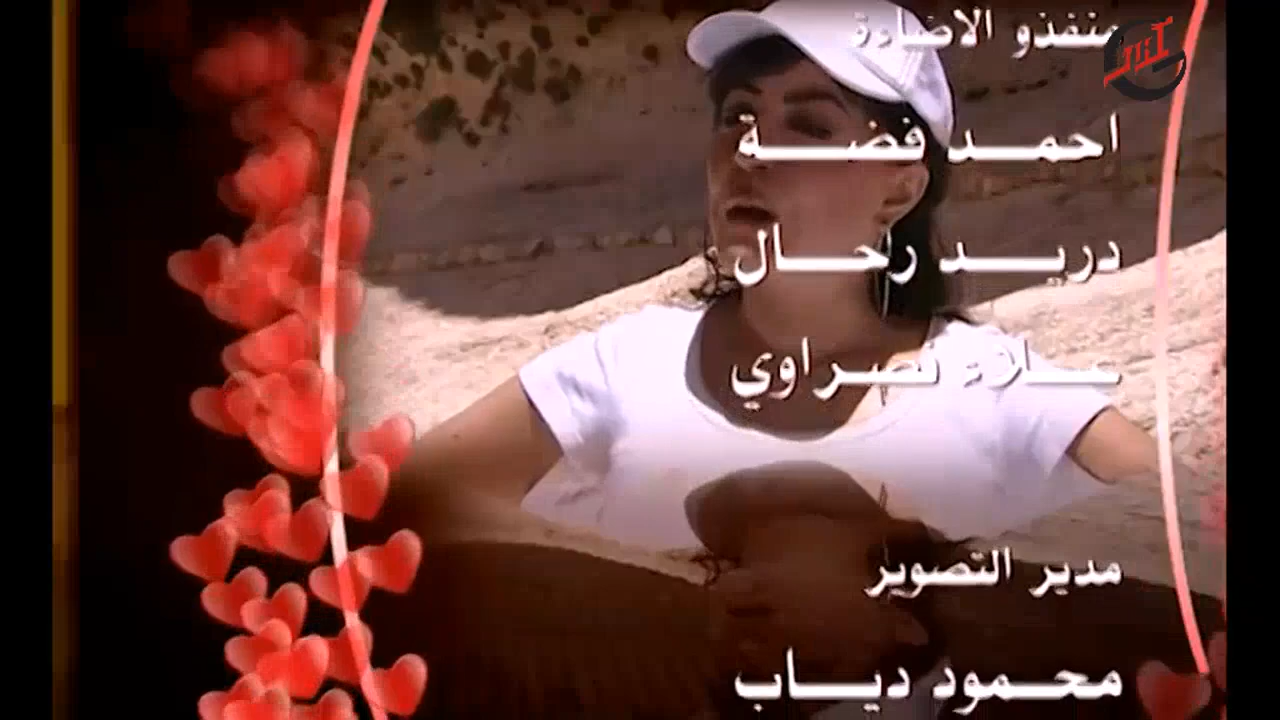 منفذو الاضاءة
احمد فضة
دريد رحال
علاء نصراوي
مدير التصوير
محمود دياب